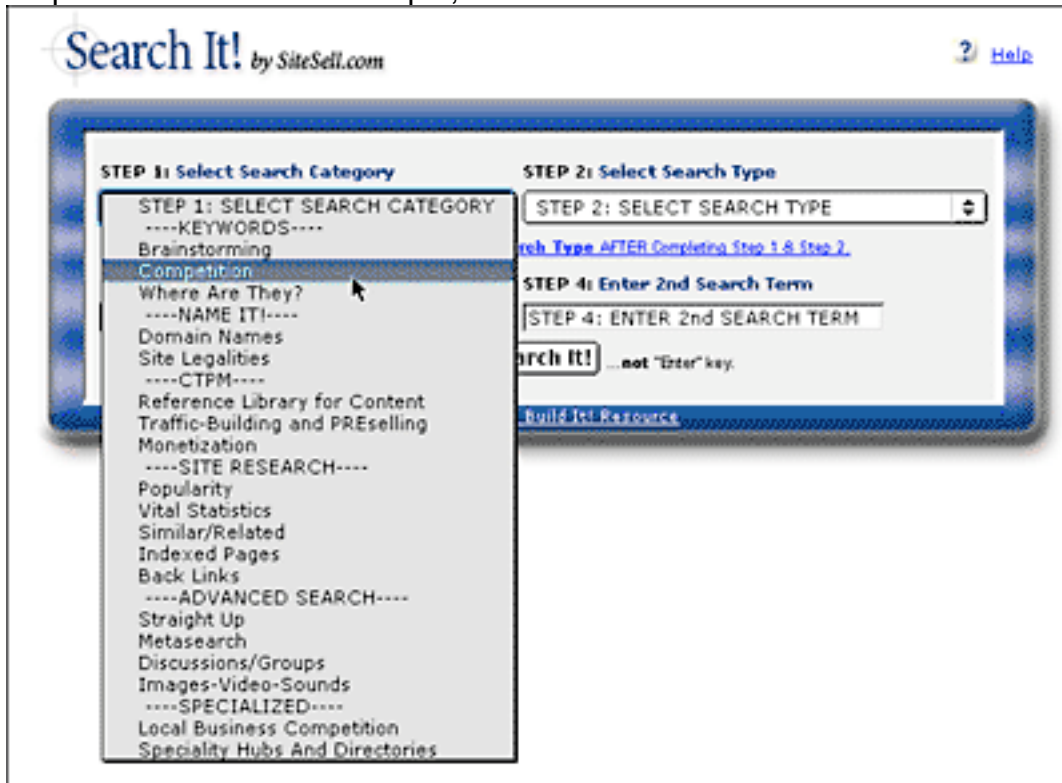 Search It! by SiteSell.com
? Help
STEP 1: Select Search Category
STEP 1: SELECT SEARCH CATEGORY
----KEYWORDS----
Brainstorming
Competition
Where Are They?
----NAME IT!----
Domain Names
Site Legalities
----CTPM----
Reference Library for Content
Traffic-Building and PREselling
Monetization
----SITE RESEARCH----
Popularity
Vital Statistics
Similar/Related
Indexed Pages
Back Links
----ADVANCED SEARCH----
Straight Up
Metasearch
Discussions/Groups
Images-Video-Sounds
----SPECIALIZED----
Local Business Competition
Speciality Hubs And Directories
STEP 2: Select Search Type
STEP 2: SELECT SEARCH TYPE
rch Type AFTER Completing Step 1 & Step 2.
STEP 4: Enter 2nd Search Term
STEP 4: ENTER 2nd SEARCH TERM
arch It! ...not "Enter" key.
Build It! Resource